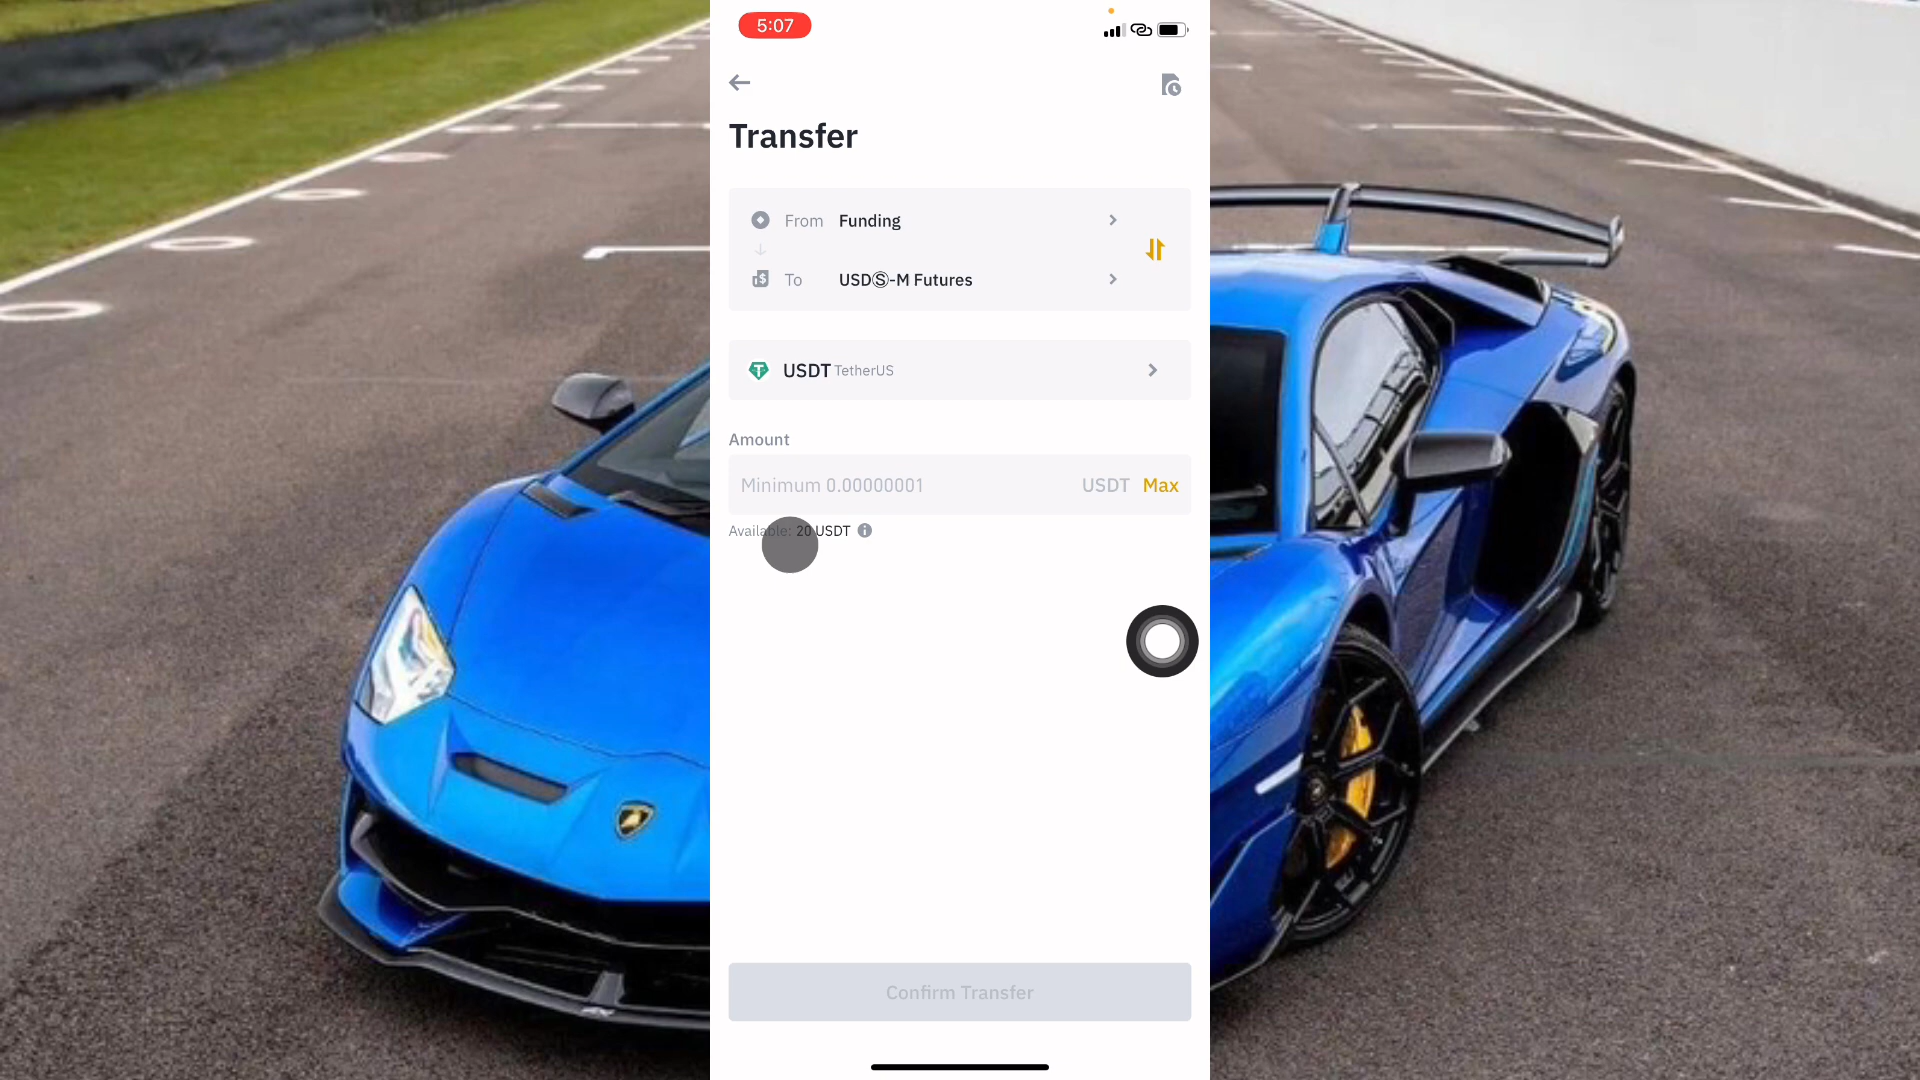 5:07
Transfer
From Funding
To USDⓈ-M Futures
USDT TetherUS
Amount
Minimum 0.00000001 USDT Max
Available: 20 USDT
Confirm Transfer